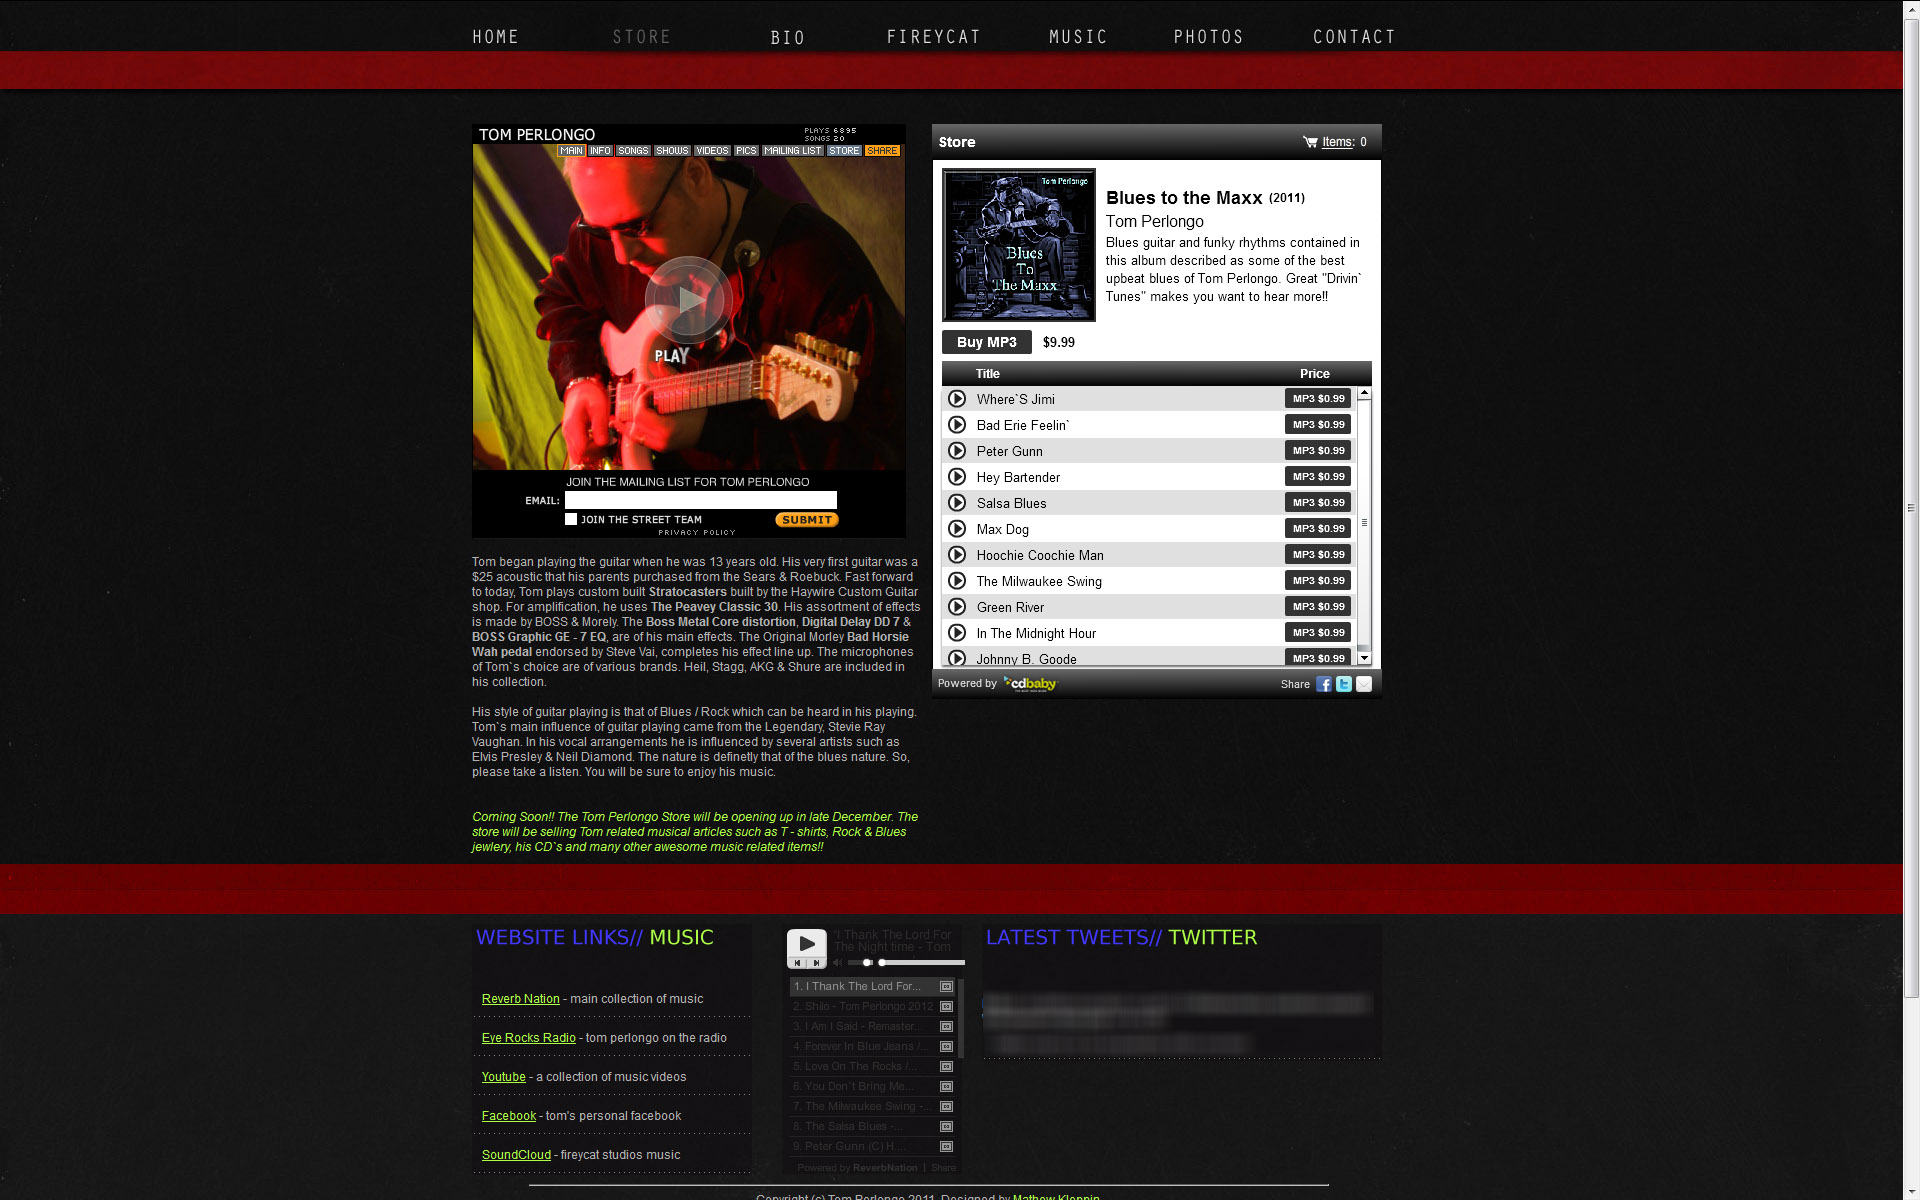 HOME STORE BIO FIREYCAT MUSIC PHOTOS CONTACT
TOM PERLONGO
PLAYS 6895
SONGS 20
MAIN INFO SONGS SHOWS VIDEOS PICS MAILING LIST STORE SHARE
PLAY
JOIN THE MAILING LIST FOR TOM PERLONGO
EMAIL:
JOIN THE STREET TEAM
SUBMIT
PRIVACY POLICY
Tom began playing the guitar when he was 13 years old. His very first guitar was a
$25 acoustic that his parents purchased from the Sears & Roebuck. Fast forward
to today, Tom plays custom built Stratocasters built by the Haywire Custom Guitar
shop. For amplification, he uses The Peavey Classic 30. His assortment of effects
is made by BOSS & Morely. The Boss Metal Core distortion, Digital Delay DD 7 &
BOSS Graphic GE - 7 EQ, are of his main effects. The Original Morley Bad Horsie
Wah pedal endorsed by Steve Vai, completes his effect line up. The microphones
of Tom`s choice are of various brands. Heil, Stagg, AKG & Shure are included in
his collection.
His style of guitar playing is that of Blues / Rock which can be heard in his playing.
Tom`s main influence of guitar playing came from the Legendary, Stevie Ray
Vaughan. In his vocal arrangements he is influenced by several artists such as
Elvis Presley & Neil Diamond. The nature is definetly that of the blues nature. So,
please take a listen. You will be sure to enjoy his music.
Coming Soon!! The Tom Perlongo Store will be opening up in late December. The
store will be selling Tom related musical articles such as T - shirts, Rock & Blues
jewlery, his CD`s and many other awesome music related items!!
Store
Items: 0
Tom Perlongo
Blues
To
The Maxx
Blues to the Maxx (2011)
Tom Perlongo
Blues guitar and funky rhythms contained in
this album described as some of the best
upbeat blues of Tom Perlongo. Great "Drivin`
Tunes" makes you want to hear more!!
Buy MP3 $9.99
Title Price
Where`S Jimi MP3 $0.99
Bad Erie Feelin` MP3 $0.99
Peter Gunn MP3 $0.99
Hey Bartender MP3 $0.99
Salsa Blues MP3 $0.99
Max Dog MP3 $0.99
Hoochie Coochie Man MP3 $0.99
The Milwaukee Swing MP3 $0.99
Green River MP3 $0.99
In The Midnight Hour MP3 $0.99
Johnny B. Goode MP3 $0.99
Powered by cdbaby
Share
WEBSITE LINKS// MUSIC
Reverb Nation - main collection of music
Eye Rocks Radio - tom perlongo on the radio
Youtube - a collection of music videos
Facebook - tom's personal facebook
SoundCloud - fireycat studios music
"I Thank The Lord For
The Night time - Tom
1. I Thank The Lord For...
2. Shilo - Tom Perlongo 2012
3. I Am I Said - Remaster...
4. Forever In Blue Jeans /...
5. Love On The Rocks /...
6. You Don`t Bring Me...
7. The Milwaukee Swing -...
8. The Salsa Blues -...
9. Peter Gunn (C) H....
Powered by ReverbNation | Share
LATEST TWEETS// TWITTER
Copyright (c) Tom Perlongo 2011. Designed by Mathew Kloppin